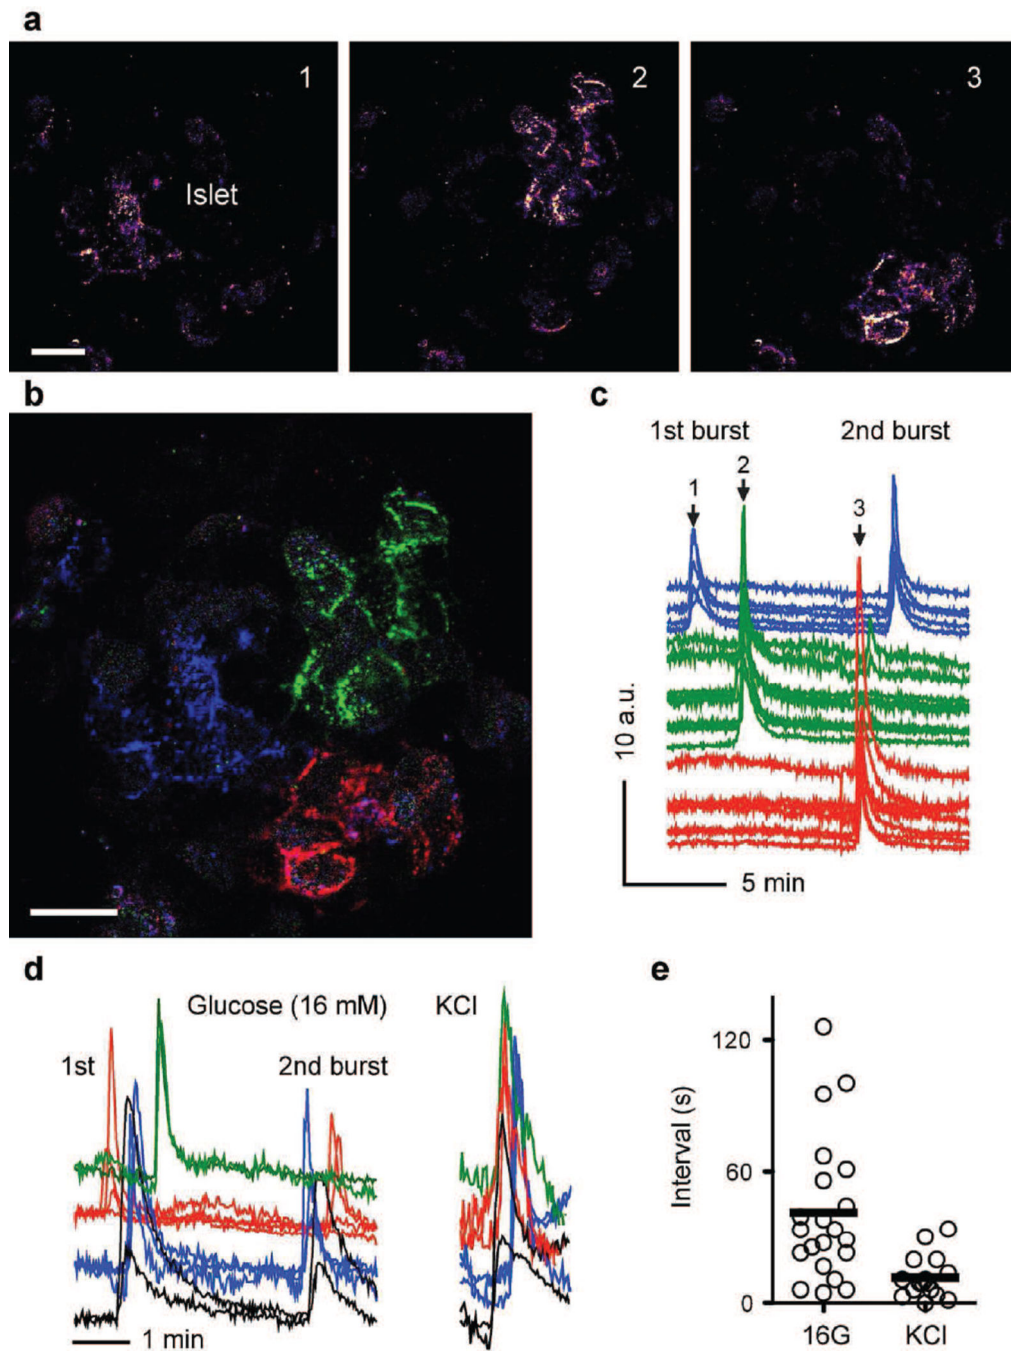 a
1
2
3
Islet
b
c
1st burst
2nd burst
1
2
3
10 a.u.
5 min
d
Glucose (16 mM)
KCl
1st
2nd burst
1 min
e
Interval (s)
120
60
0
16G
KCl